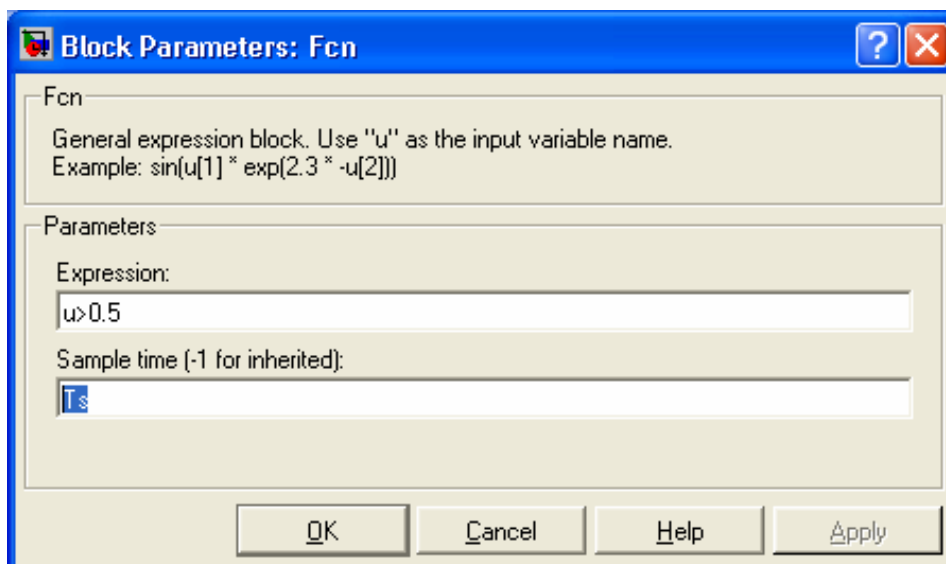 Block Parameters: Fcn
?
Fcn
General expression block. Use "u" as the input variable name.
Example: sin(u[1] * exp(2.3 * -u[2]))
Parameters
Expression:
u>0.5
Sample time (-1 for inherited):
Ts
OK Cancel Help Apply